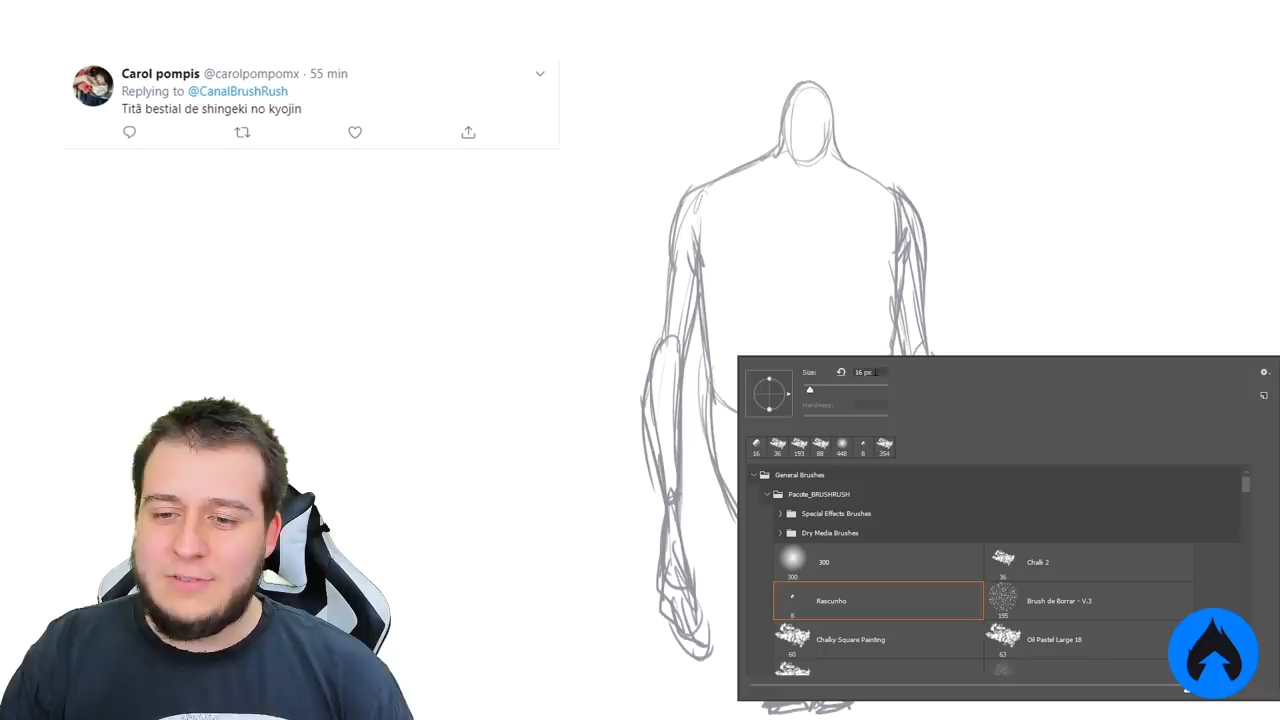 Carol pompis @carolpompomx · 55 min
Replying to @CanalBrushRush
Titã bestial de shingeki no kyojin
Size: 16 px
Hardness:
16 36 193 88 448 8 354
General Brushes
Pacote_BRUSHRUSH
Special Effects Brushes
Dry Media Brushes
300 Chalk 2
300 36
Rascunho Brush de Borrar - V.3
8 195
Chalky Square Painting Oil Pastel Large 18
60 63